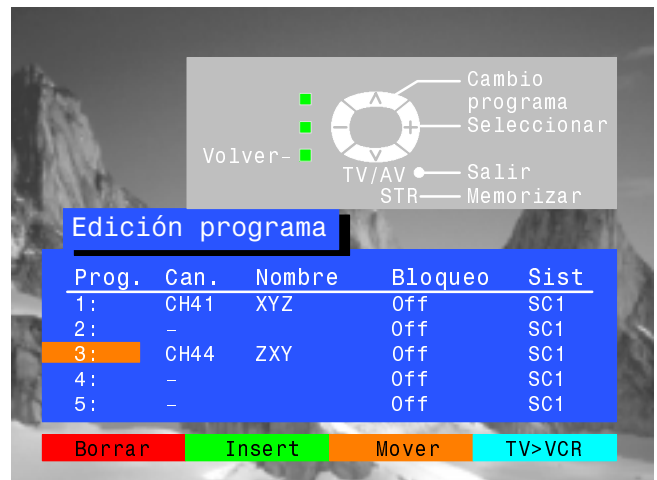 Cambio
programa
Seleccionar
Volver-
TV/AV Salir
STR Memorizar
Edición programa
Prog. Can. Nombre Bloqueo Sist
1: CH41 XYZ Off SC1
2: – Off SC1
3: CH44 ZXY Off SC1
4: – Off SC1
5: – Off SC1
Borrar Insert Mover TV>VCR